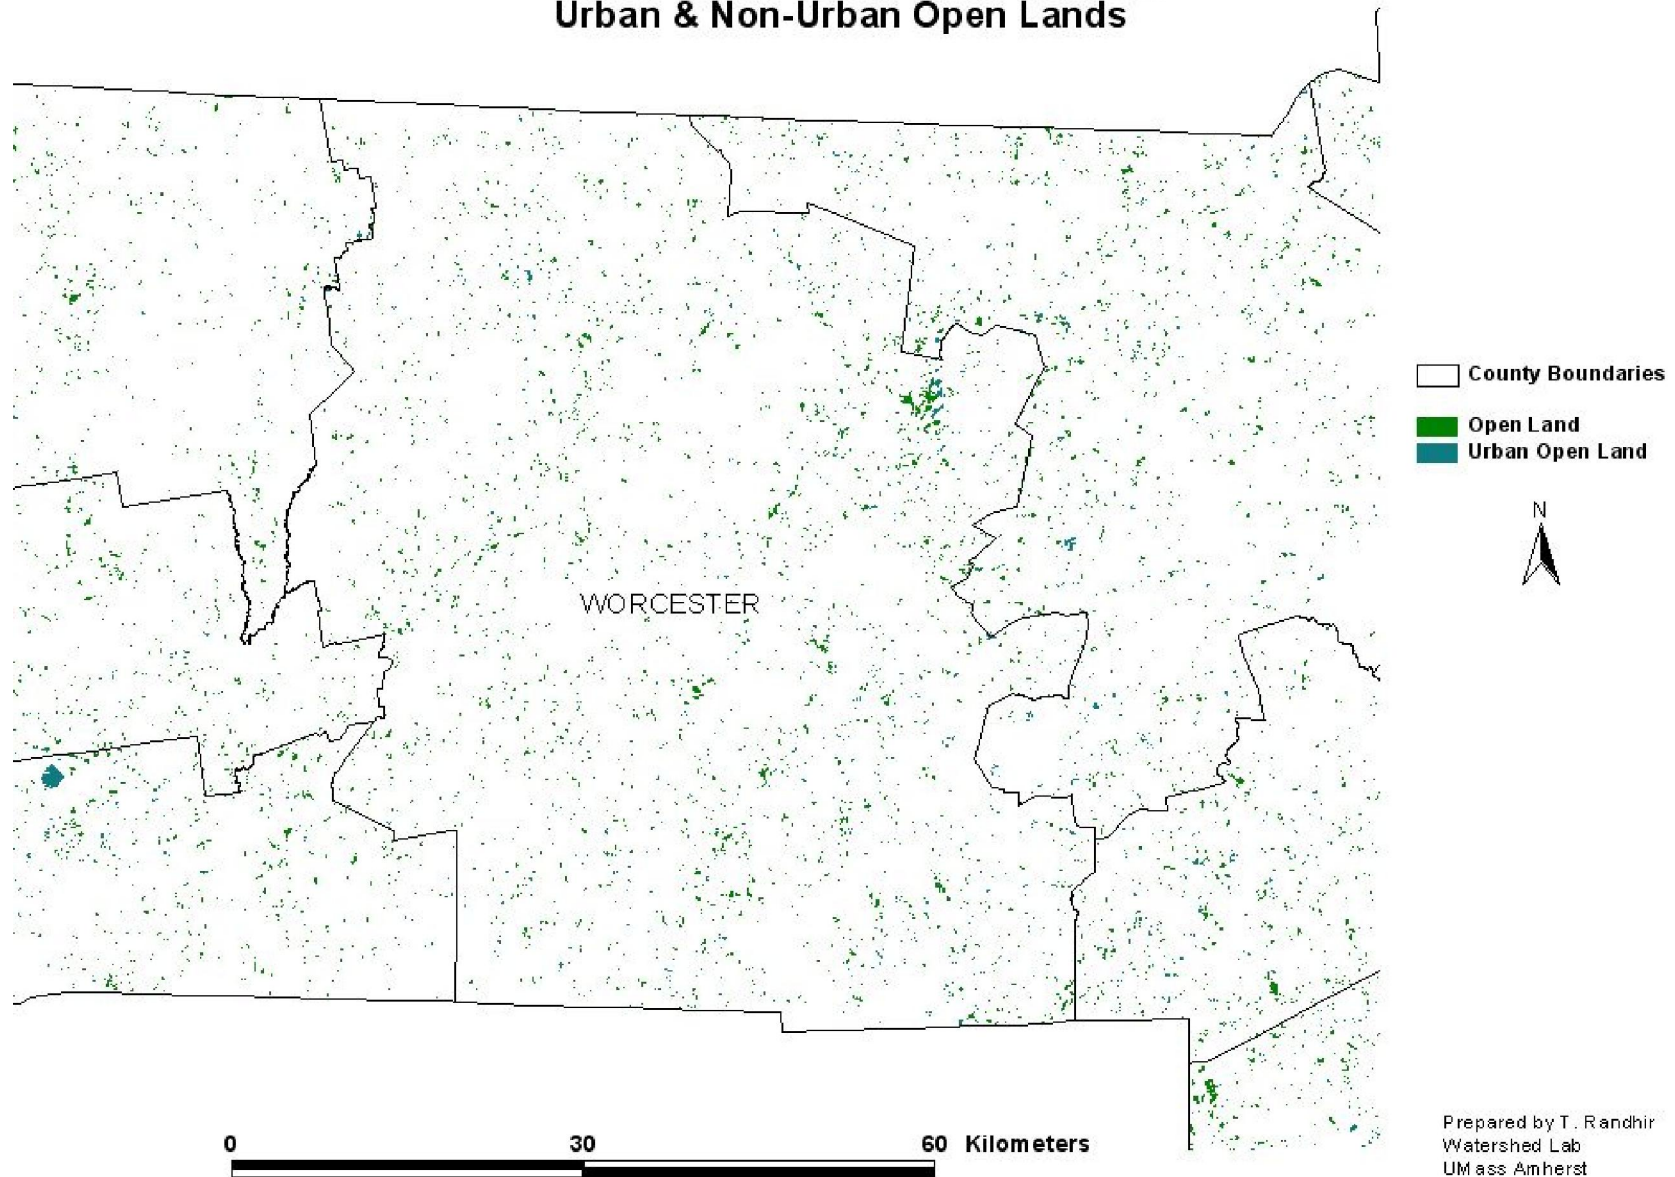 Urban & Non-Urban Open Lands
County Boundaries
Open Land
Urban Open Land
N
WORCESTER
0 30 60 Kilometers
Prepared by T. Randhir
Watershed Lab
UMass Amherst